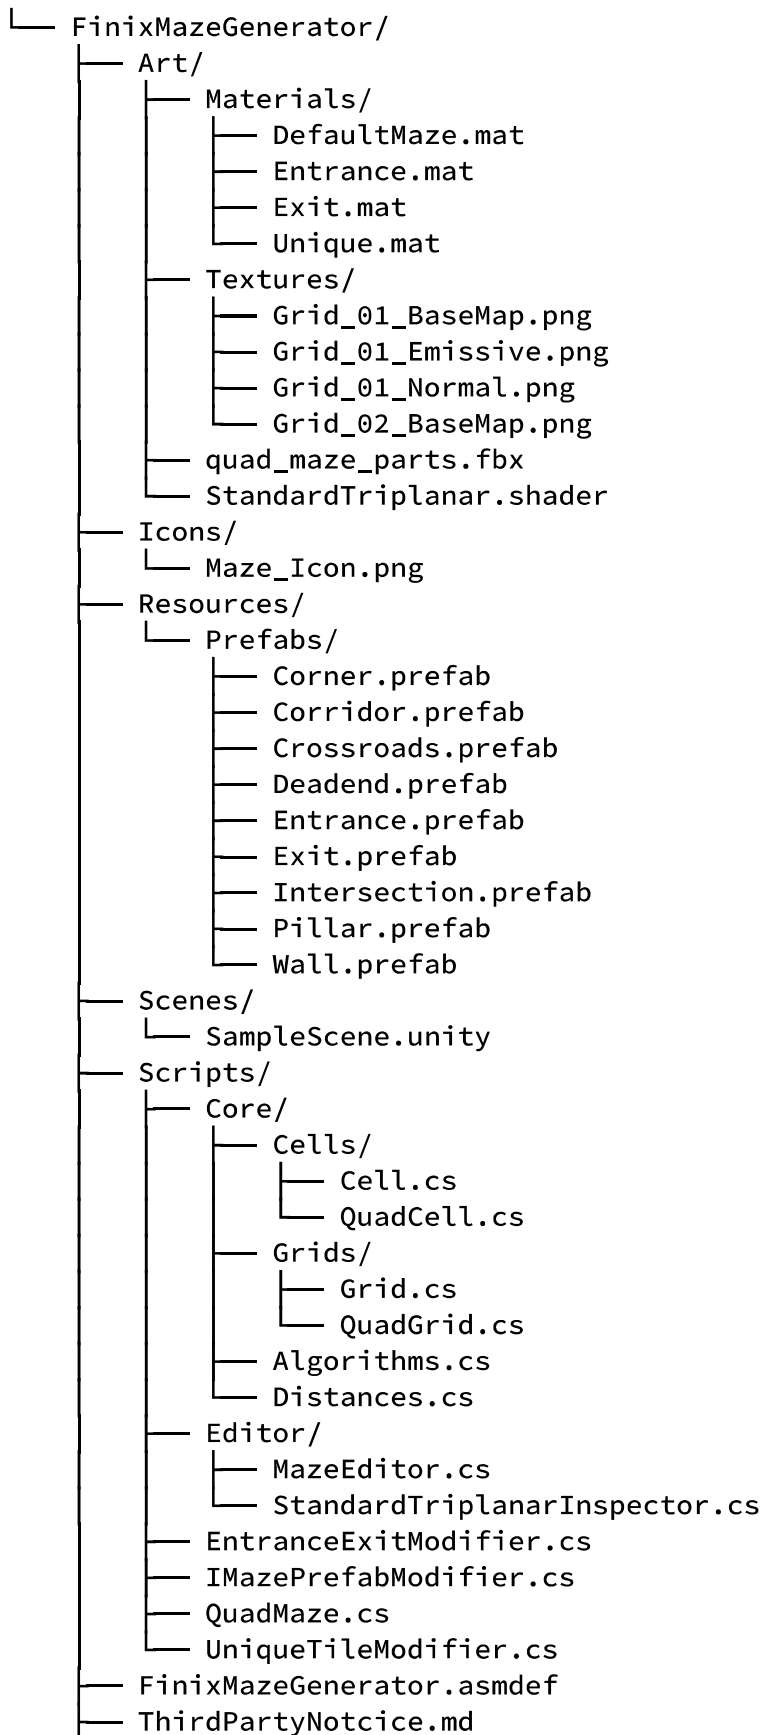 FinixMazeGenerator/
Art/
Materials/
DefaultMaze.mat
Entrance.mat
Exit.mat
Unique.mat
Textures/
Grid_01_BaseMap.png
Grid_01_Emissive.png
Grid_01_Normal.png
Grid_02_BaseMap.png
quad_maze_parts.fbx
StandardTriplanar.shader
Icons/
Maze_Icon.png
Resources/
Prefabs/
Corner.prefab
Corridor.prefab
Crossroads.prefab
Deadend.prefab
Entrance.prefab
Exit.prefab
Intersection.prefab
Pillar.prefab
Wall.prefab
Scenes/
SampleScene.unity
Scripts/
Core/
Cells/
Cell.cs
QuadCell.cs
Grids/
Grid.cs
QuadGrid.cs
Algorithms.cs
Distances.cs
Editor/
MazeEditor.cs
StandardTriplanarInspector.cs
EntranceExitModifier.cs
IMazePrefabModifier.cs
QuadMaze.cs
UniqueTileModifier.cs
FinixMazeGenerator.asmdef
ThirdPartyNotcice.md